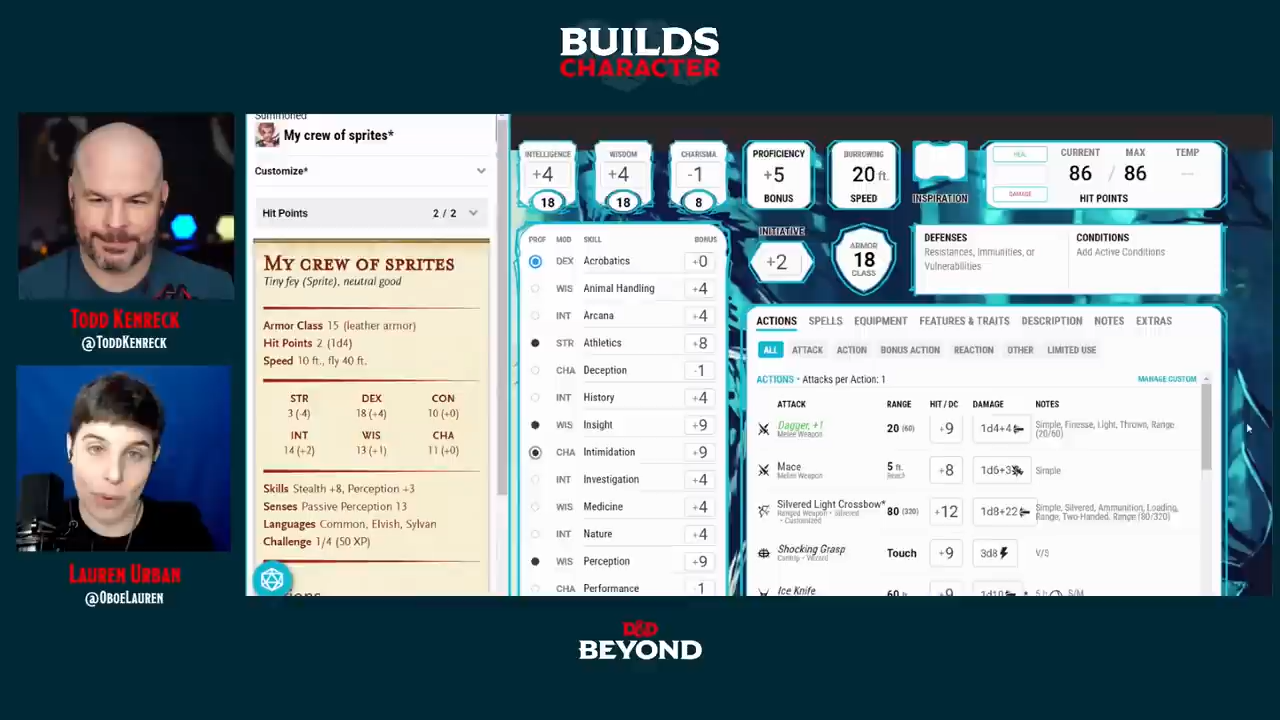 BUILDS
CHARACTER
TODD KENRECK
@TODDKENRECK
LAUREN URBAN
@OBOELAUREN
Summoned
My crew of sprites*
Customize*
Hit Points 2 / 2
MY CREW OF SPRITES
Tiny fey (Sprite), neutral good
Armor Class 15 (leather armor)
Hit Points 2 (1d4)
Speed 10 ft., fly 40 ft.
STR DEX CON
3 (-4) 18 (+4) 10 (+0)
INT WIS CHA
14 (+2) 13 (+1) 11 (+0)
Skills Stealth +8, Perception +3
Senses Passive Perception 13
Languages Common, Elvish, Sylvan
Challenge 1/4 (50 XP)
INTELLIGENCE
+4
18
WISDOM
+4
18
CHARISMA
-1
8
PROFICIENCY
+5
BONUS
BURROWING
20 ft.
SPEED
INSPIRATION
HEAL
DAMAGE
CURRENT MAX TEMP
86 / 86 --
HIT POINTS
INITIATIVE
+2
ARMOR
18
CLASS
DEFENSES
Resistances, Immunities, or
Vulnerabilities
CONDITIONS
Add Active Conditions
PROF MOD SKILL BONUS
DEX Acrobatics +0
WIS Animal Handling +4
INT Arcana +4
STR Athletics +8
CHA Deception -1
INT History +4
WIS Insight +9
CHA Intimidation +9
INT Investigation +4
WIS Medicine +4
INT Nature +4
WIS Perception +9
CHA Performance -1
ACTIONS SPELLS EQUIPMENT FEATURES & TRAITS DESCRIPTION NOTES EXTRAS
ALL ATTACK ACTION BONUS ACTION REACTION OTHER LIMITED USE
ACTIONS • Attacks per Action: 1 MANAGE CUSTOM
ATTACK RANGE HIT / DC DAMAGE NOTES
Dagger, +1 20 (60) +9 1d4+4 Simple, Finesse, Light, Thrown, Range
Melee Weapon (20/60)
Mace 5 ft. +8 1d6+3 Simple
Melee Weapon Reach
Silvered Light Crossbow* 80 (320) +12 1d8+22 Simple, Silvered, Ammunition, Loading,
Ranged Weapon • Silvered Range, Two-Handed, Range (80/320)
• Customized
Shocking Grasp Touch +9 3d8 V/S
Cantrip • Wizard
Ice Knife 60 +9 1d10 S/M
D&D
BEYOND